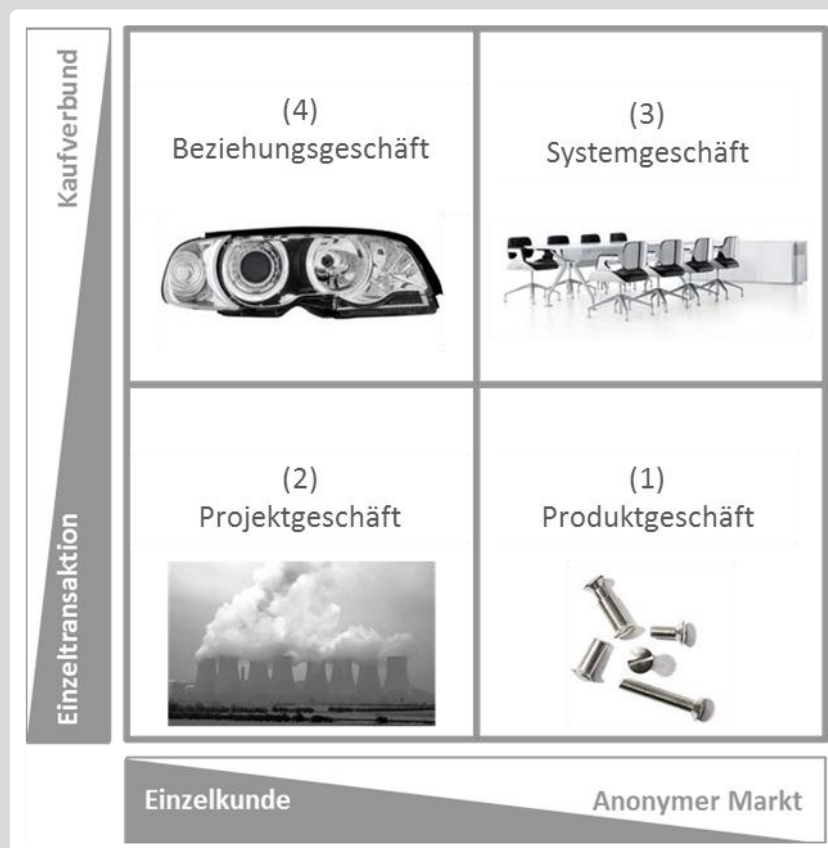 Kaufverbund
Einzeltransaktion
(4)
Beziehungsgeschäft
(3)
Systemgeschäft
(2)
Projektgeschäft
(1)
Produktgeschäft
Einzelkunde
Anonymer Markt